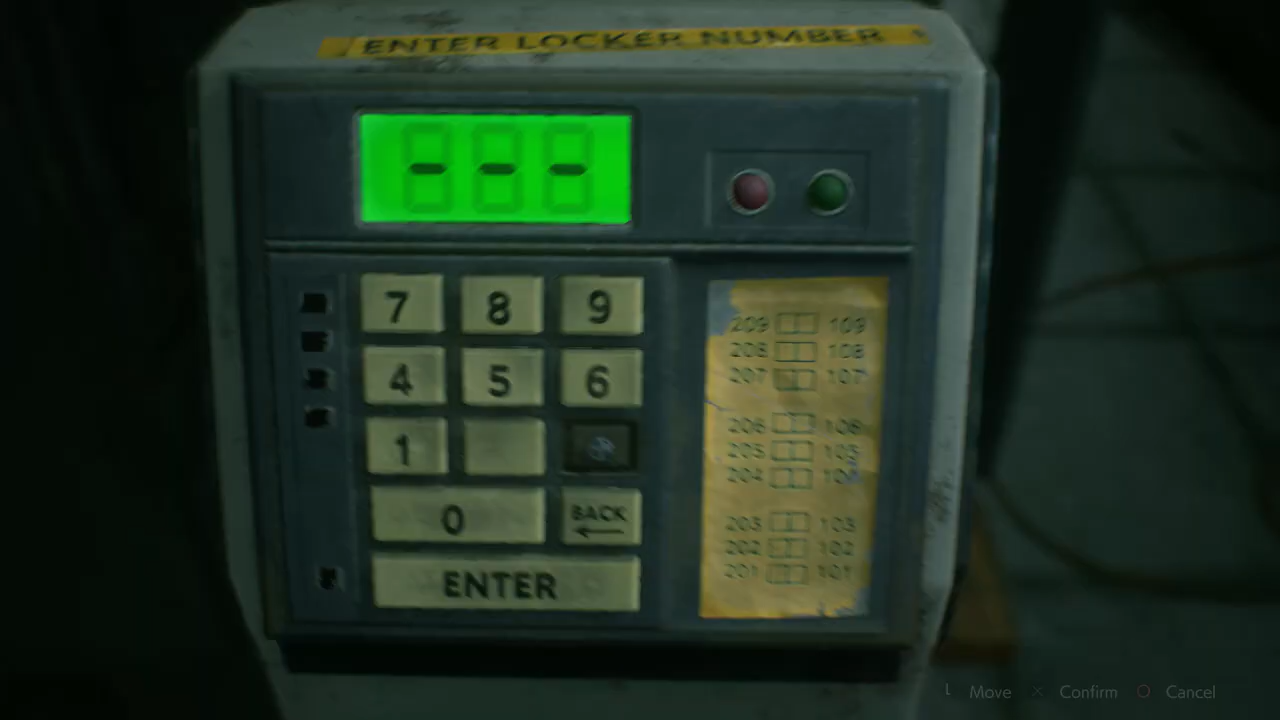 ENTER LOCKER NUMBER
- - -
7 8 9
4 5 6
1
0 BACK
ENTER
209 109
208 108
207 107
206 106
205 105
204
203 103
202 102
201 101
Move Confirm Cancel